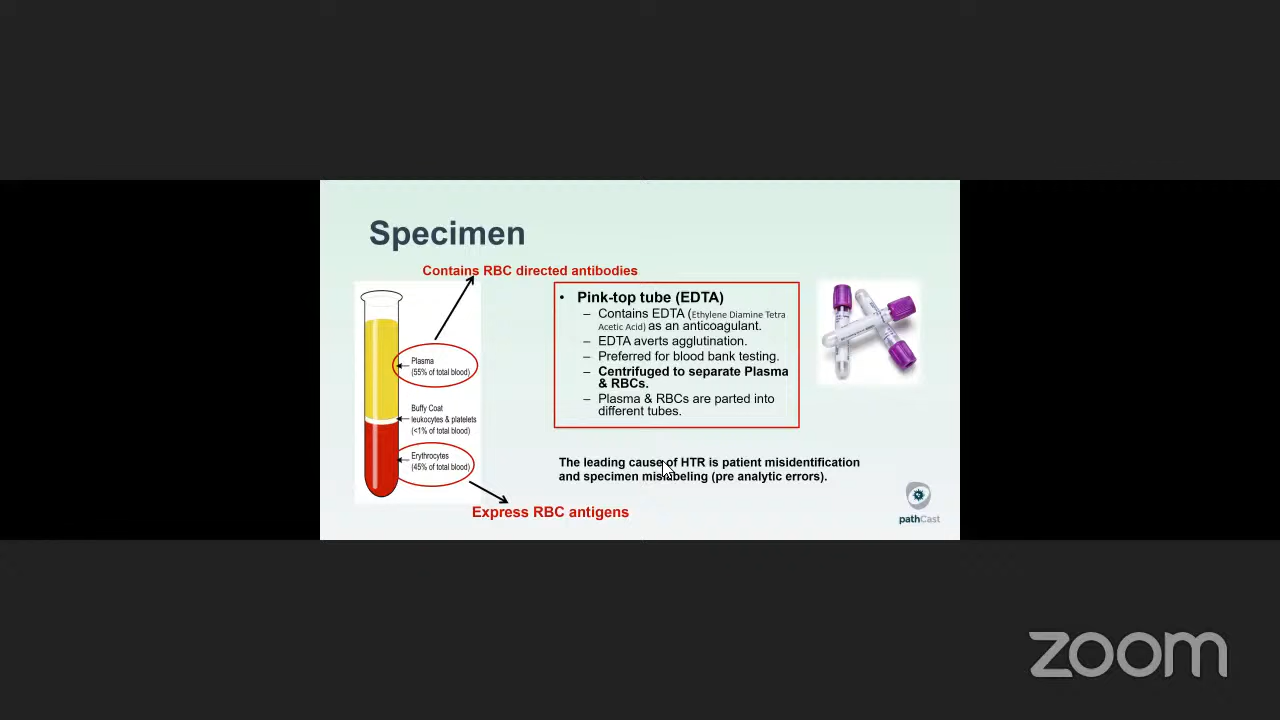 Specimen
Contains RBC directed antibodies
Plasma
(55% of total blood)
Buffy Coat
leukocytes & platelets
(<1% of total blood)
Erythrocytes
(45% of total blood)
Express RBC antigens
• Pink-top tube (EDTA)
– Contains EDTA (Ethylene Diamine Tetra
Acetic Acid) as an anticoagulant.
– EDTA averts agglutination.
– Preferred for blood bank testing.
– Centrifuged to separate Plasma
& RBCs.
– Plasma & RBCs are parted into
different tubes.
The leading cause of HTR is patient misidentification
and specimen mislabeling (pre analytic errors).
pathCast
zoom